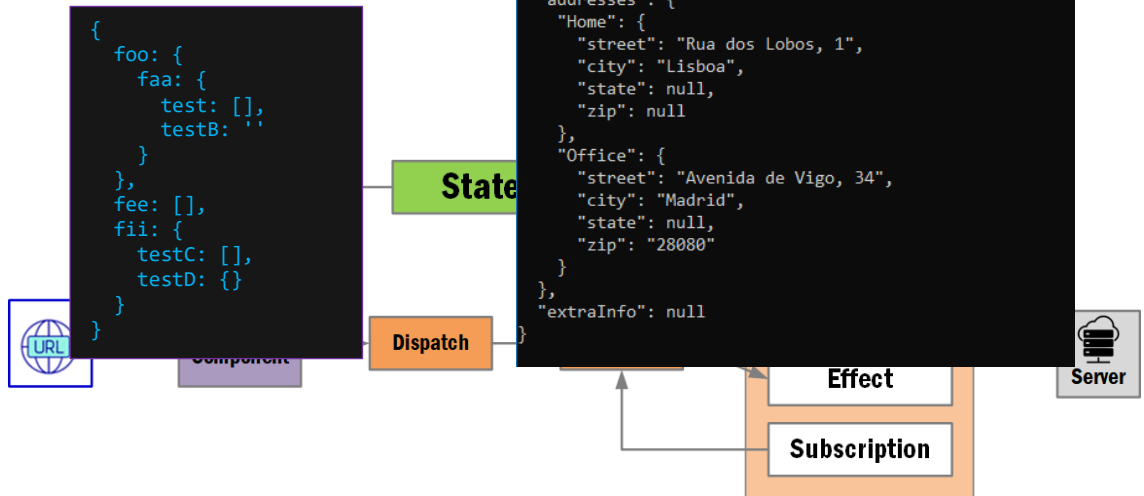 {
  foo: {
    faa: {
      test: [],
      testB: ''
    }
  },
  fee: [],
  fii: {
    testC: [],
    testD: {}
  }
}
"addresses": {
    "Home": {
      "street": "Rua dos Lobos, 1",
      "city": "Lisboa",
      "state": null,
      "zip": null
    },
    "Office": {
      "street": "Avenida de Vigo, 34",
      "city": "Madrid",
      "state": null,
      "zip": "28080"
    }
  },
  "extraInfo": null
}
State
URL
Component
Dispatch
Effect
Server
Subscription